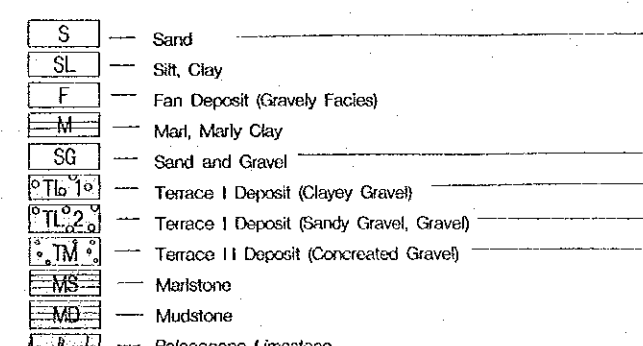 S — Sand
SL — Silt, Clay
F — Fan Deposit (Gravely Facies)
M — Marl, Marly Clay
SG — Sand and Gravel
TL 1 — Terrace I Deposit (Clayey Gravel)
TL 2 — Terrace I Deposit (Sandy Gravel, Gravel)
TM — Terrace II Deposit (Concreated Gravel)
MS — Marlstone
MD — Mudstone
Limestone